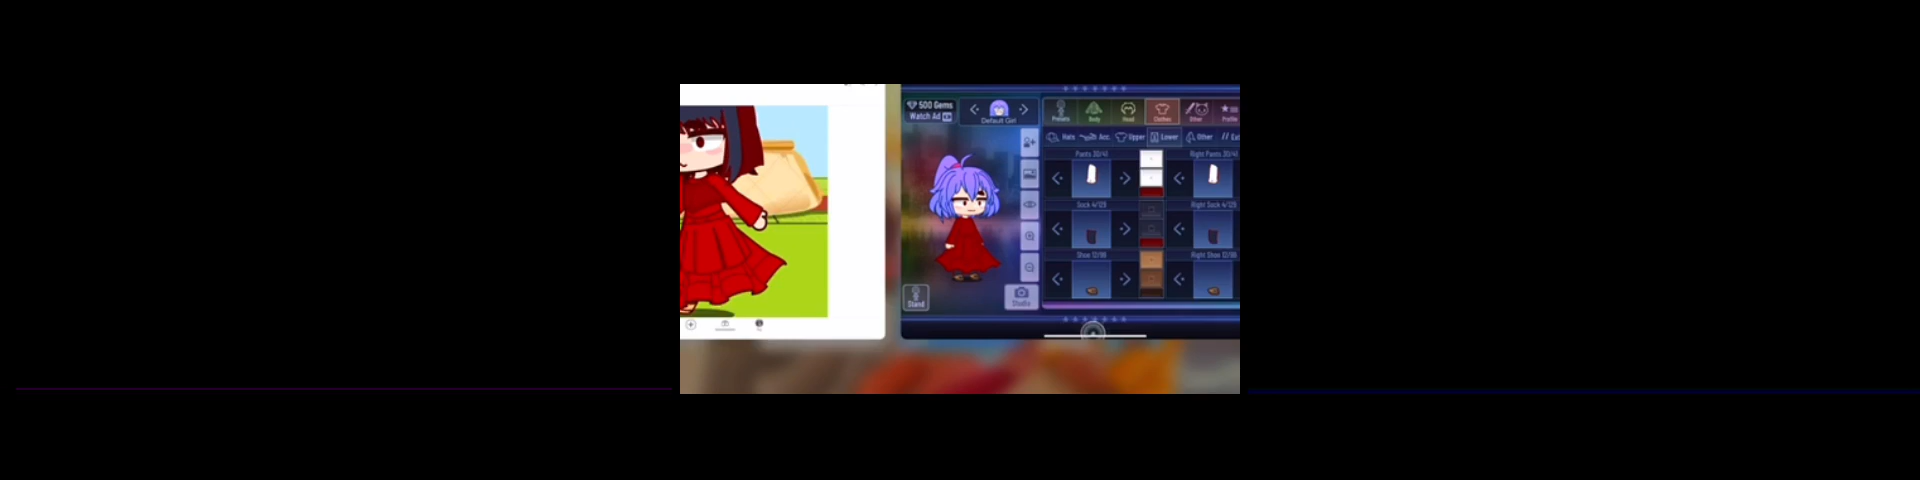 500 Gems
Watch Ad
Default Girl
Presets
Body
Head
Clothes
Other
Profile
Hats
Acc.
Upper
Lower
Other
Pants 30/41
Right Pants 30/41
Sock 4/129
Right Sock 4/129
Shoe 12/98
Right Shoe 12/98
Stand
Studio